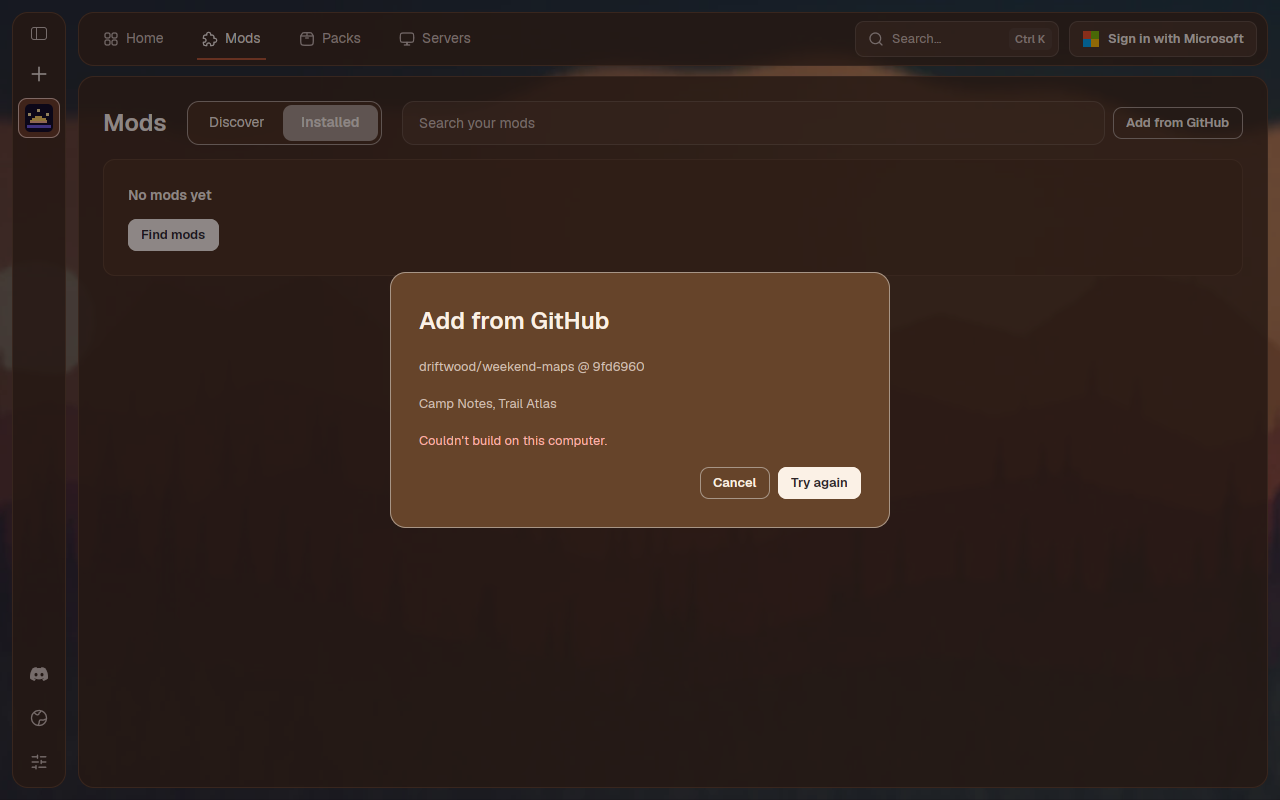 Home
Mods
Packs
Servers
Search...
Ctrl K
Sign in with Microsoft
Mods
Discover
Installed
Search your mods
Add from GitHub
No mods yet
Find mods
Add from GitHub
driftwood/weekend-maps @ 9fd6960
Camp Notes, Trail Atlas
Couldn't build on this computer.
Cancel
Try again